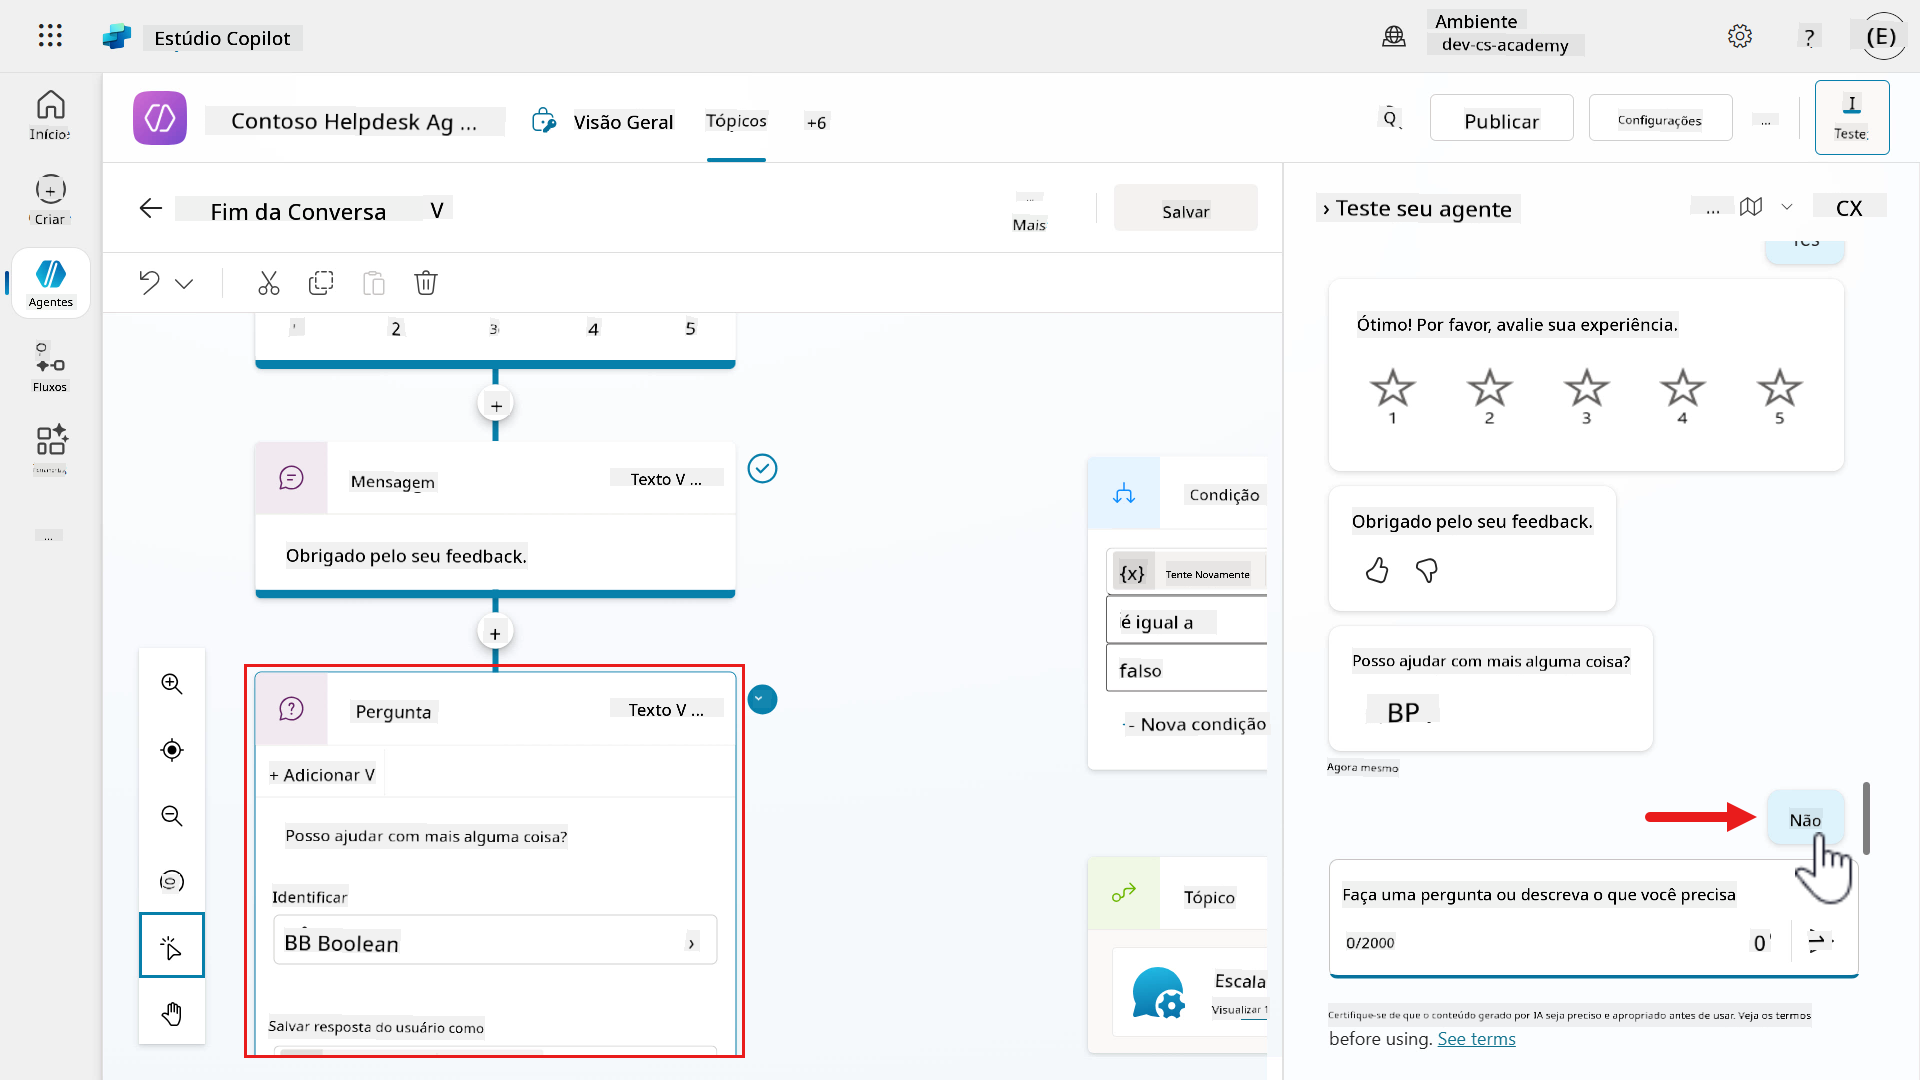 Estúdio Copilot
Ambiente
dev-cs-academy
?
(E)
Início
Criar
Agentes
Fluxos
...
Contoso Helpdesk Ag ...
Visão Geral
Tópicos
+6
Publicar
Configurações
...
Teste
Fim da Conversa V
...
Mais
Salvar
2
3
4
5
+
Mensagem
Texto V ...
Obrigado pelo seu feedback.
+
Pergunta
Texto V ...
+ Adicionar V
Posso ajudar com mais alguma coisa?
Identificar
BB Boolean
Salvar resposta do usuário como
Condição
{x} Tente Novamente
é igual a
falso
- Nova condição
Tópico
Escala
Visualizar 1
› Teste seu agente
...
CX
Yes
Ótimo! Por favor, avalie sua experiência.
1
2
3
4
5
Obrigado pelo seu feedback.
Posso ajudar com mais alguma coisa?
BP
Agora mesmo
Não
Faça uma pergunta ou descreva o que você precisa
0/2000
Certifique-se de que o conteúdo gerado por IA seja preciso e apropriado antes de usar. Veja os termos
before using. See terms